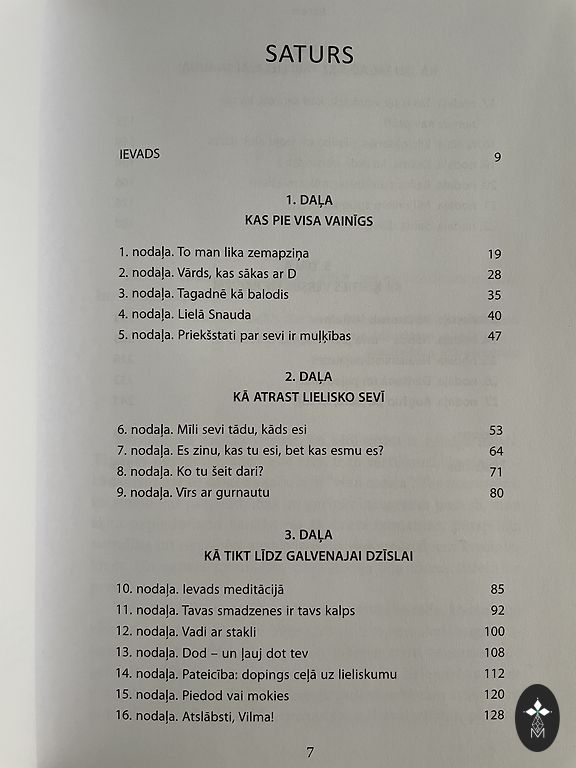 SATURS
IEVADS 9
1. DAĻA
KAS PIE VISA VAINĪGS
1. nodaļa. To man lika zemapziņa 19
2. nodaļa. Vārds, kas sākas ar D 28
3. nodaļa. Tagadnē kā balodis 35
4. nodaļa. Lielā Snauda 40
5. nodaļa. Priekšstati par sevi ir muļķības 47
2. DAĻA
KĀ ATRAST LIELISKO SEVĪ
6. nodaļa. Mīli sevi tādu, kāds esi 53
7. nodaļa. Es zinu, kas tu esi, bet kas esmu es? 64
8. nodaļa. Ko tu šeit dari? 71
9. nodaļa. Vīrs ar gurnautu 80
3. DAĻA
KĀ TIKT LĪDZ GALVENAJAI DZĪSLAI
10. nodaļa. Ievads meditācijā 85
11. nodaļa. Tavas smadzenes ir tavs kalps 92
12. nodaļa. Vadi ar stakli 100
13. nodaļa. Dod – un ļauj dot tev 108
14. nodaļa. Pateicība: dopings ceļā uz lieliskumu 112
15. nodaļa. Piedod vai mokies 120
16. nodaļa. Atslābsti, Vilma! 128
7